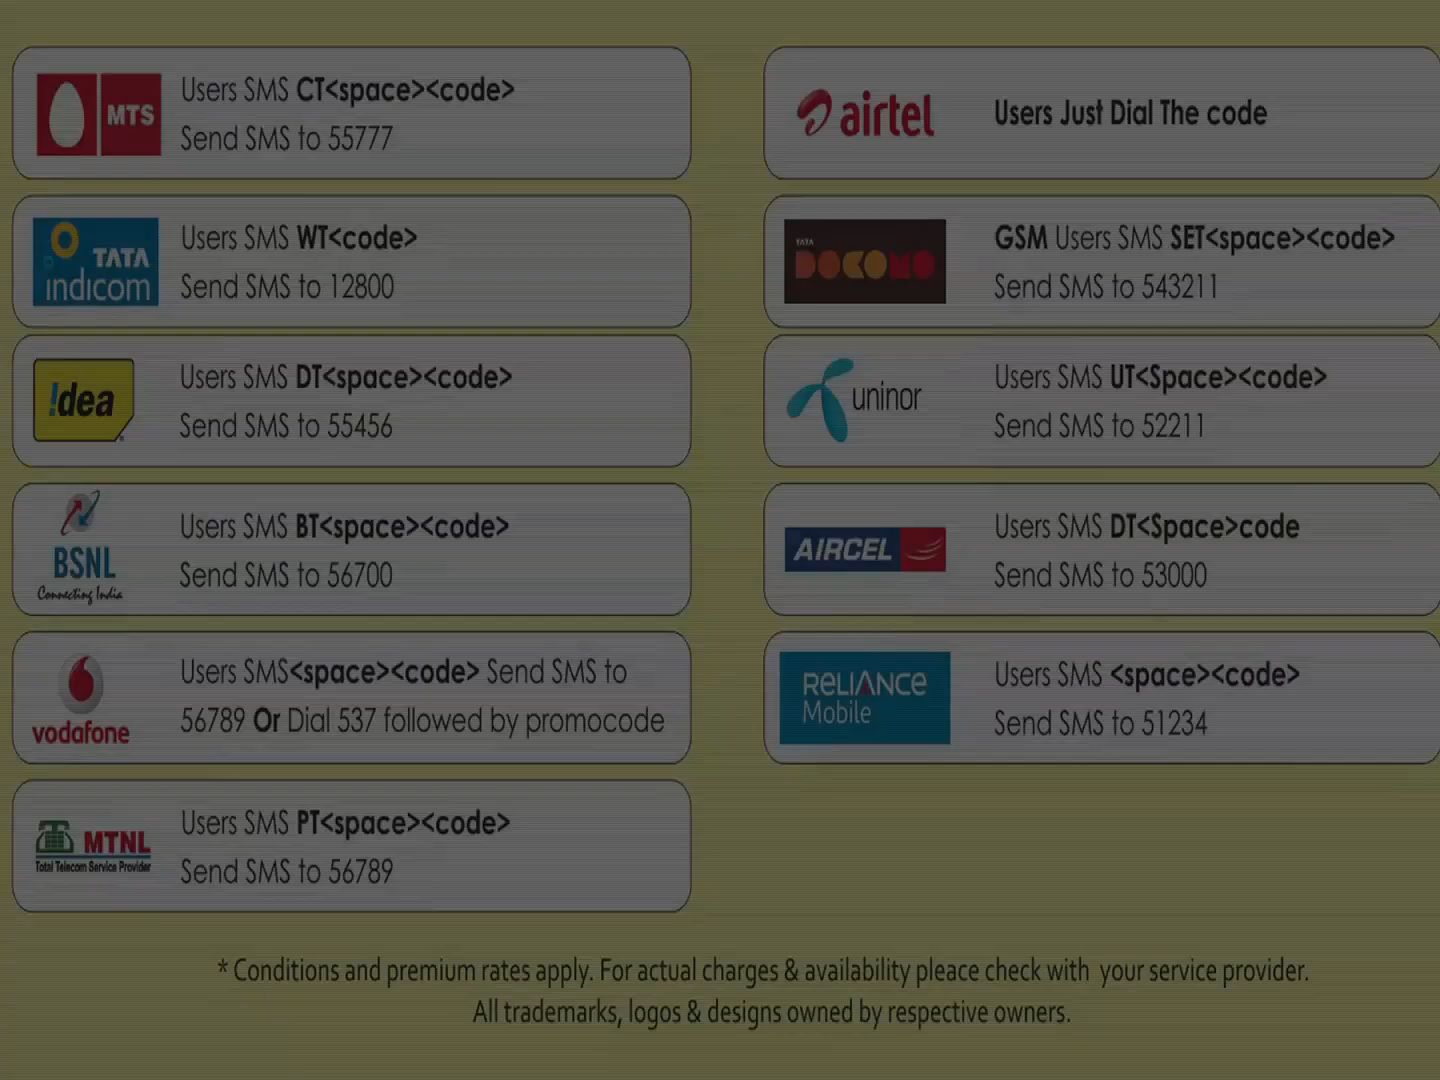 MTS
Users SMS CT<space><code>
Send SMS to 55777
airtel
Users Just Dial The code
TATA
indicom
Users SMS WT<code>
Send SMS to 12800
TATA
DOCOMO
GSM Users SMS SET<space><code>
Send SMS to 543211
!dea
Users SMS DT<space><code>
Send SMS to 55456
uninor
Users SMS UT<Space><code>
Send SMS to 52211
BSNL
Connecting India
Users SMS BT<space><code>
Send SMS to 56700
AIRCEL
Users SMS DT<Space>code
Send SMS to 53000
vodafone
Users SMS<space><code> Send SMS to
56789 Or Dial 537 followed by promocode
RELIANCe
Mobile
Users SMS <space><code>
Send SMS to 51234
MTNL
Total Telecom Service Provider
Users SMS PT<space><code>
Send SMS to 56789
* Conditions and premium rates apply. For actual charges & availability pleace check with your service provider.
All trademarks, logos & designs owned by respective owners.